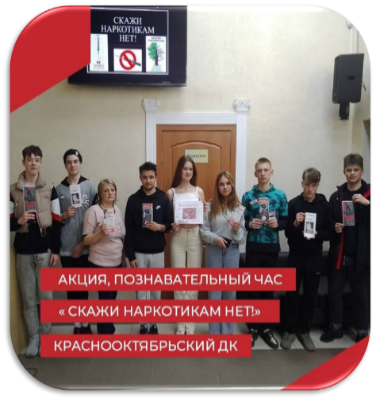 СКАЖИ
НАРКОТИКАМ
НЕТ!
АКЦИЯ, ПОЗНАВАТЕЛЬНЫЙ ЧАС
« СКАЖИ НАРКОТИКАМ НЕТ!»
КРАСНООКТЯБРЬСКИЙ ДК